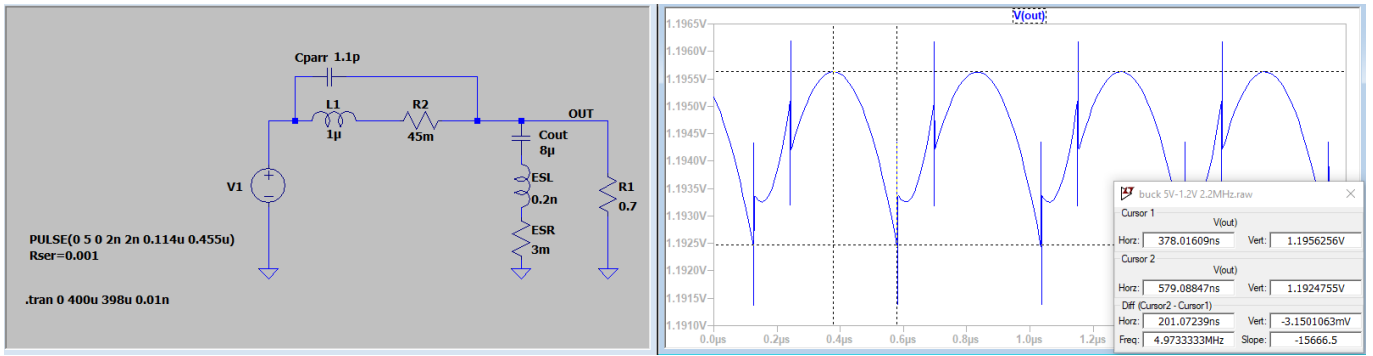 Cparr 1.1p
L1
1µ
R2
45m
OUT
Cout
8µ
V1
ESL
0.2n
R1
0.7
ESR
3m
PULSE(0 5 0 2n 2n 0.114u 0.455u)
Rser=0.001
.tran 0 400u 398u 0.01n
V(out)
1.1965V
1.1960V
1.1955V
1.1950V
1.1945V
1.1940V
1.1935V
1.1930V
1.1925V
1.1920V
1.1915V
1.1910V
0.0µs 0.2µs 0.4µs 0.6µs 0.8µs 1.0µs 1.2µs
buck 5V-1.2V 2.2MHz.raw
Cursor 1
V(out)
Horz: 378.01609ns Vert: 1.1956256V
Cursor 2
V(out)
Horz: 579.08847ns Vert: 1.1924755V
Diff (Cursor2 - Cursor1)
Horz: 201.07239ns Vert: -3.1501063mV
Freq: 4.9733333MHz Slope: -15666.5